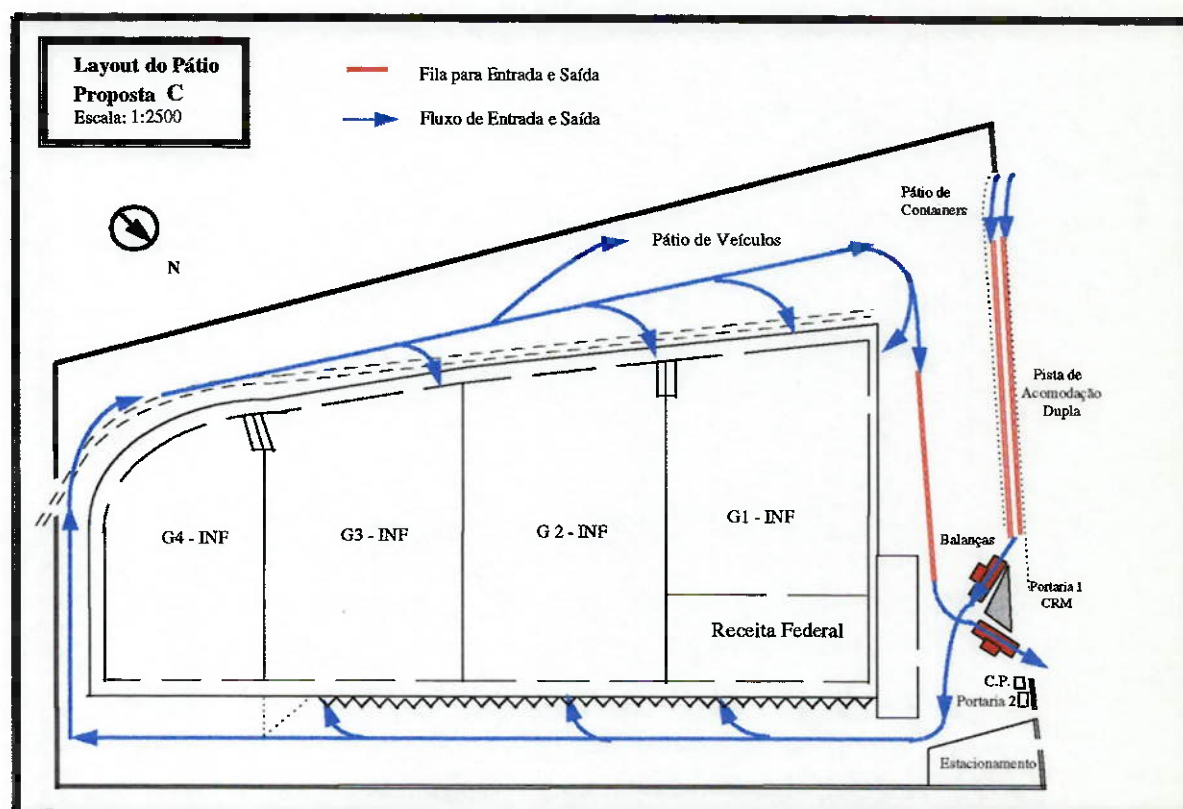 Layout do Pátio
Proposta C
Escala: 1:2500
Fila para Entrada e Saída
Fluxo de Entrada e Saída
N
Pátio de
Containers
Pátio de Veículos
Pista de
Acomodação
Dupla
G4 - INF
G3 - INF
G 2 - INF
G1 - INF
Balanças
Portaria 1
CRM
Receita Federal
C.P.
Portaria 2
Estacionamento